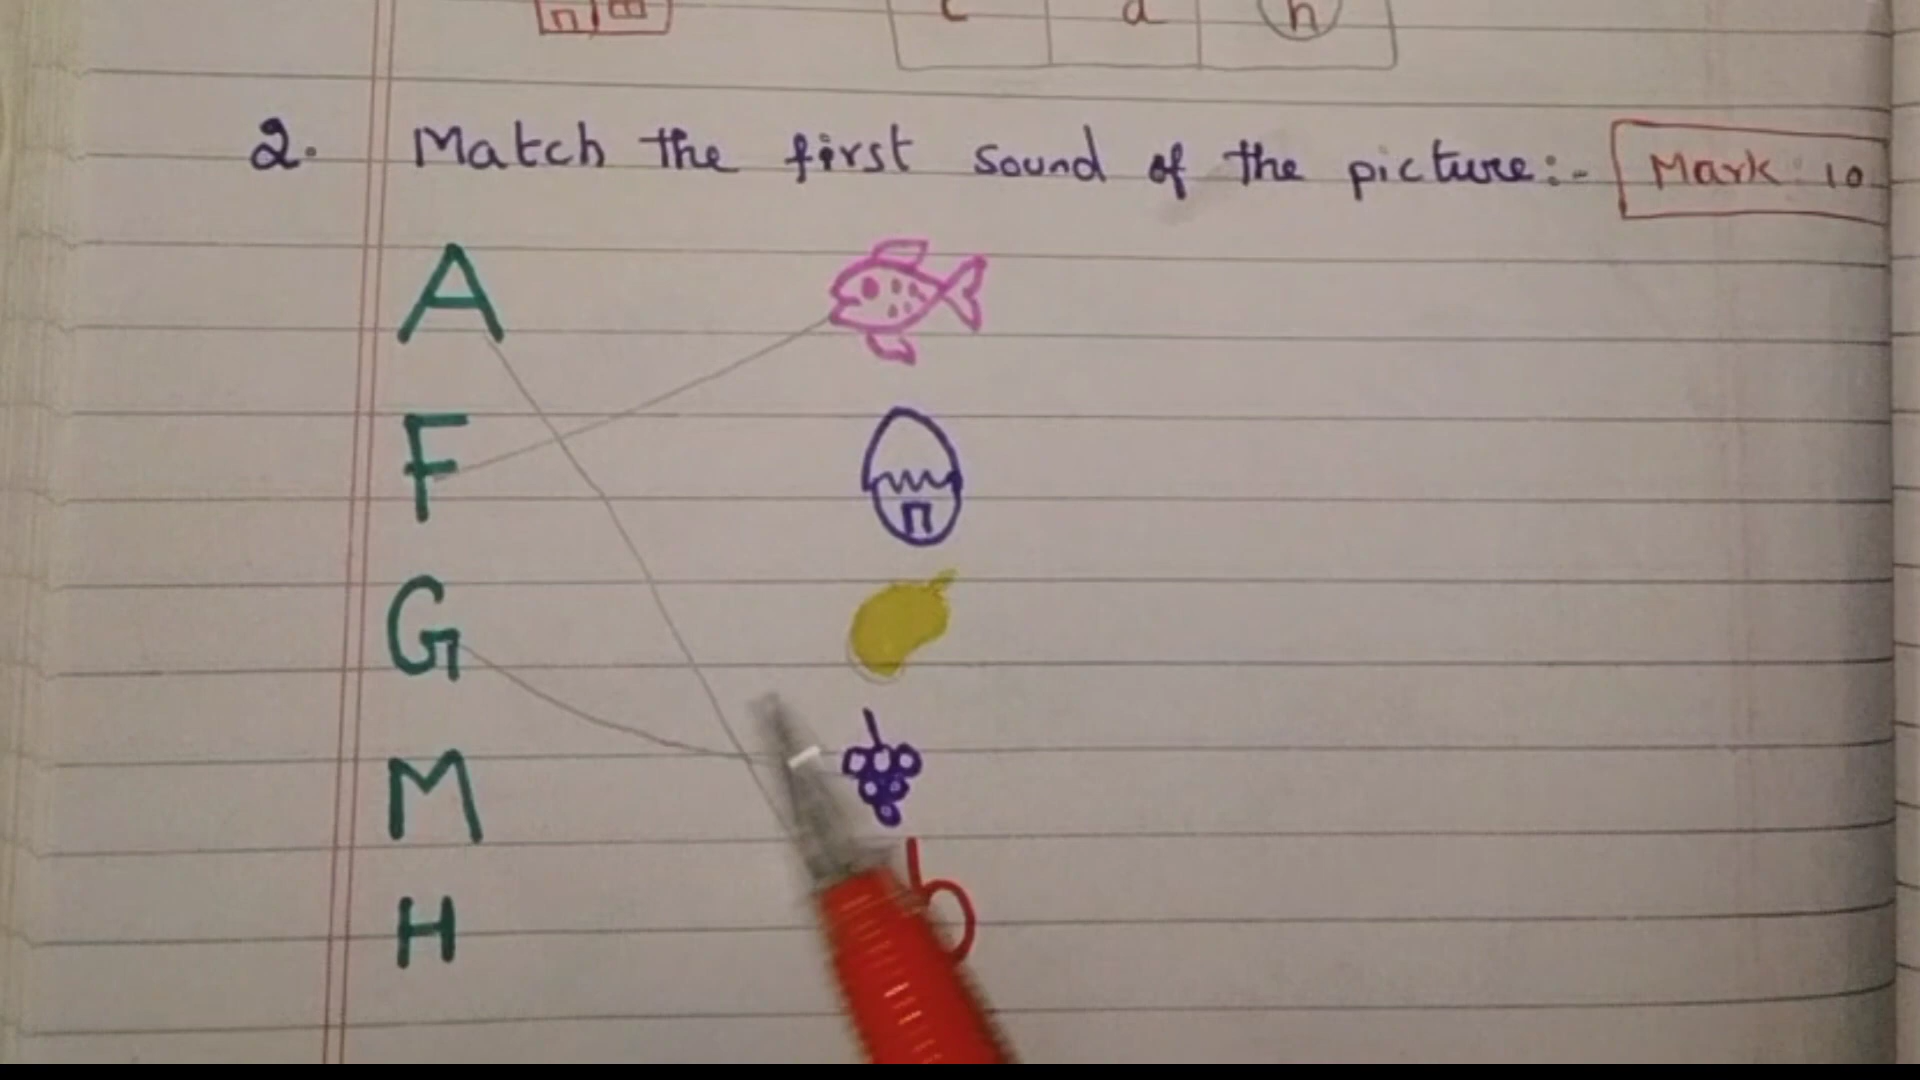 c a h
2. Match the first sound of the picture:- Mark: 10
A
F
G
M
H